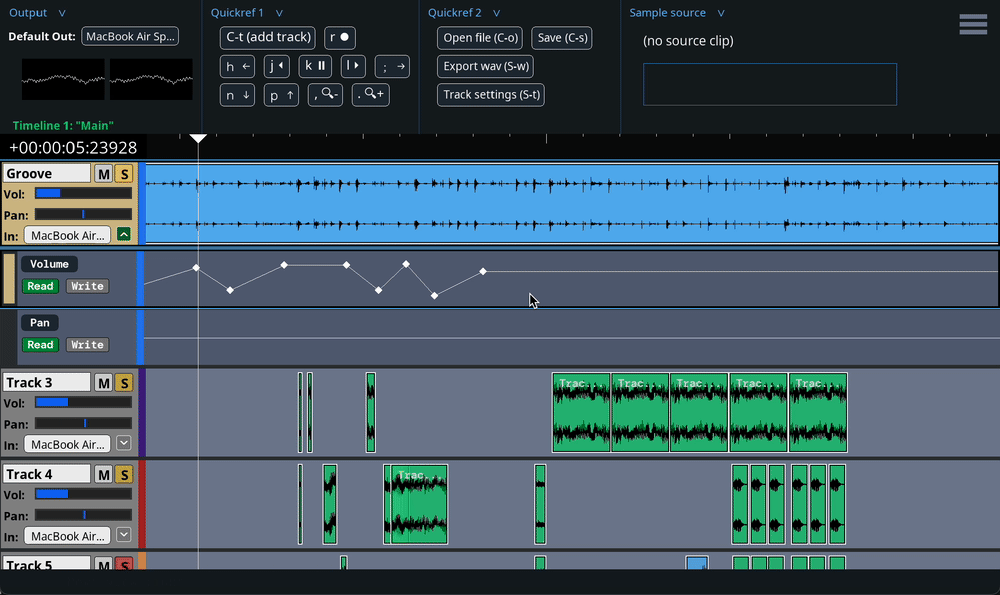 Output ∨ Quickref 1 ∨ Quickref 2 ∨ Sample source ∨
Default Out: MacBook Air Sp...
C-t (add track) r
h ← j k l ; →
n ↓ p ↑ , - . +
Open file (C-o) Save (C-s)
Export wav (S-w)
Track settings (S-t)
(no source clip)
Timeline 1: "Main"
+00:00:05:23928
Groove M S
Vol:
Pan:
In: MacBook Air...
Volume
Read Write
Pan
Read Write
Track 3 M S
Vol:
Pan:
In: MacBook Air...
Trac... Trac... Trac... Trac... Trac...
Track 4 M S
Vol:
Pan:
In: MacBook Air...
Trac...
Track 5 M S